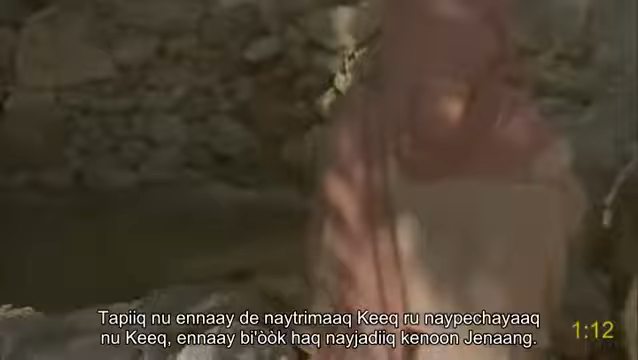 Tapiiq nu ennaay de naytrimaaq Keeq ru naypechayaaq
nu Keeq, ennaay bi'òòk haq nayjadiiq kenoon Jenaang.
1:12